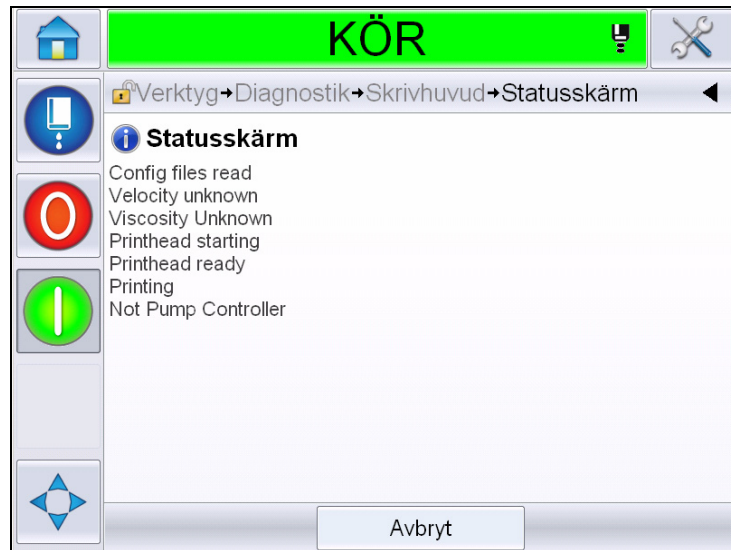 KÖR
Verktyg→Diagnostik→Skrivhuvud→Statusskärm
Statusskärm
Config files read
Velocity unknown
Viscosity Unknown
Printhead starting
Printhead ready
Printing
Not Pump Controller
Avbryt